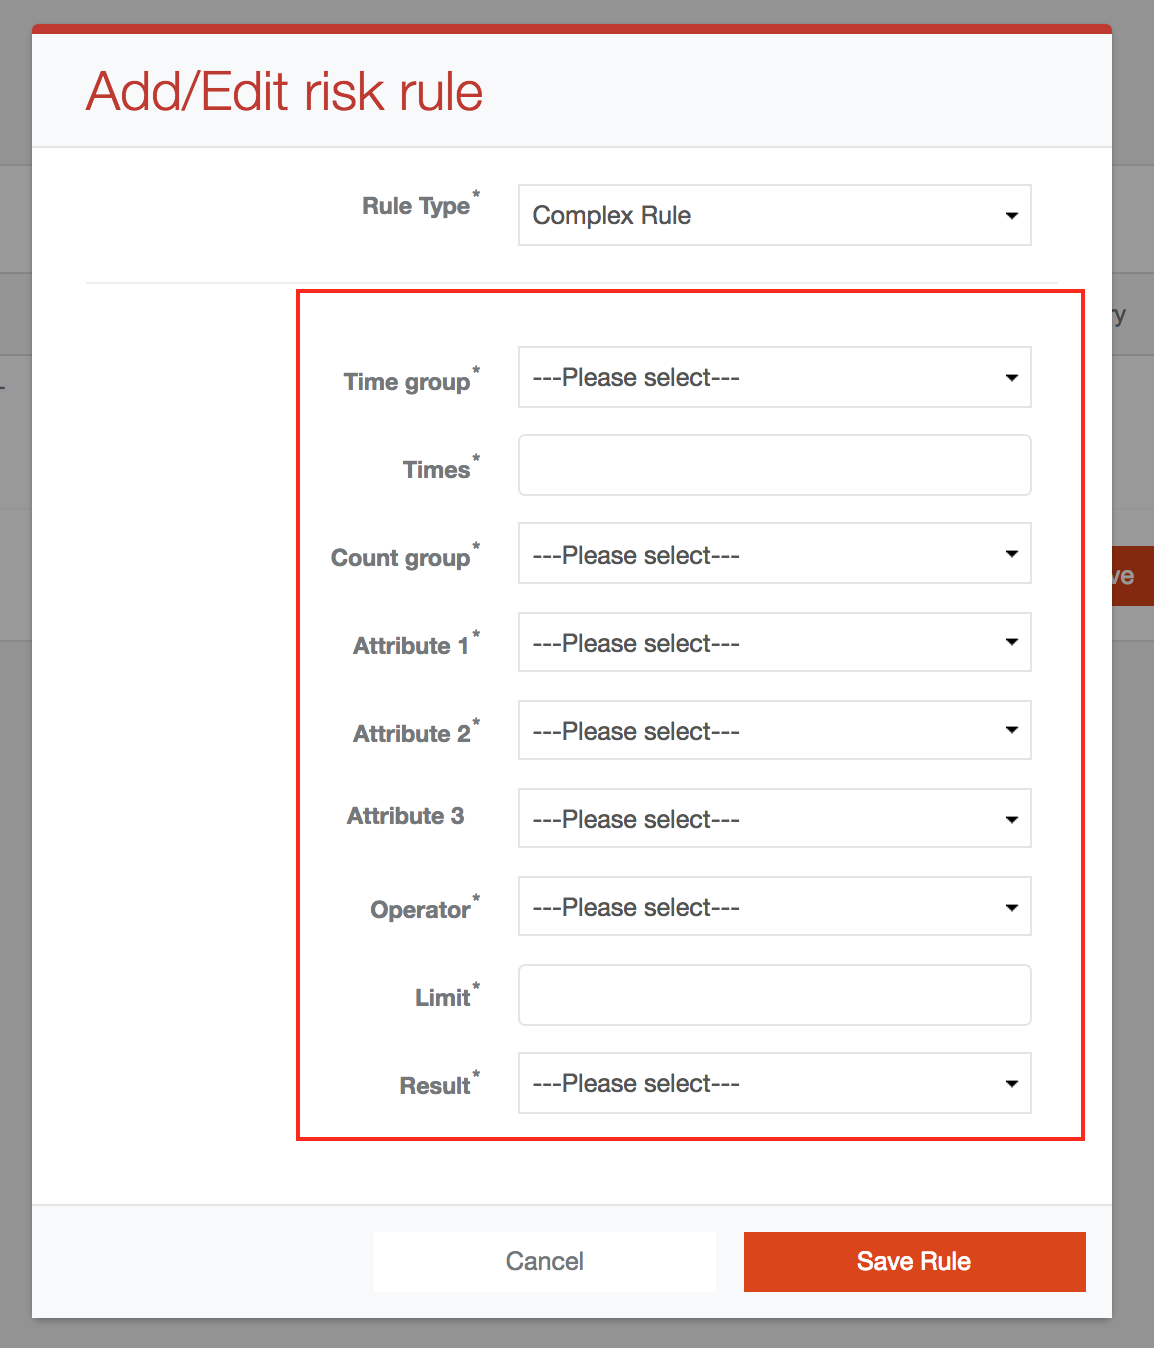 Add/Edit risk rule
Rule Type*
Complex Rule
Time group*
---Please select---
Times*
Count group*
---Please select---
Attribute 1*
---Please select---
Attribute 2*
---Please select---
Attribute 3
---Please select---
Operator*
---Please select---
Limit*
Result*
---Please select---
Cancel
Save Rule